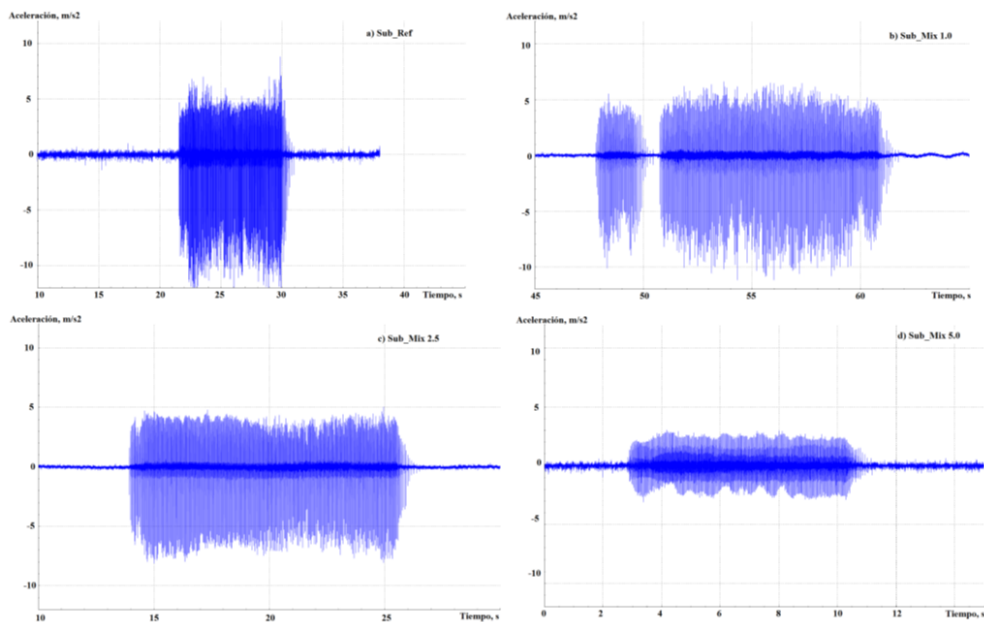 Aceleración, m/s2
a) Sub_Ref
10
5
0
-5
-10
10 15 20 25 30 35 40 Tiempo, s
Aceleración, m/s2
b) Sub_Mix 1.0
10
5
0
-5
-10
45 50 55 60 Tiempo, s
Aceleración, m/s2
c) Sub_Mix 2.5
10
5
0
-5
-10
10 15 20 25 Tiempo, s
Aceleración, m/s2
d) Sub_Mix 5.0
10
5
0
-5
-10
0 2 4 6 8 10 12 Tiempo, s